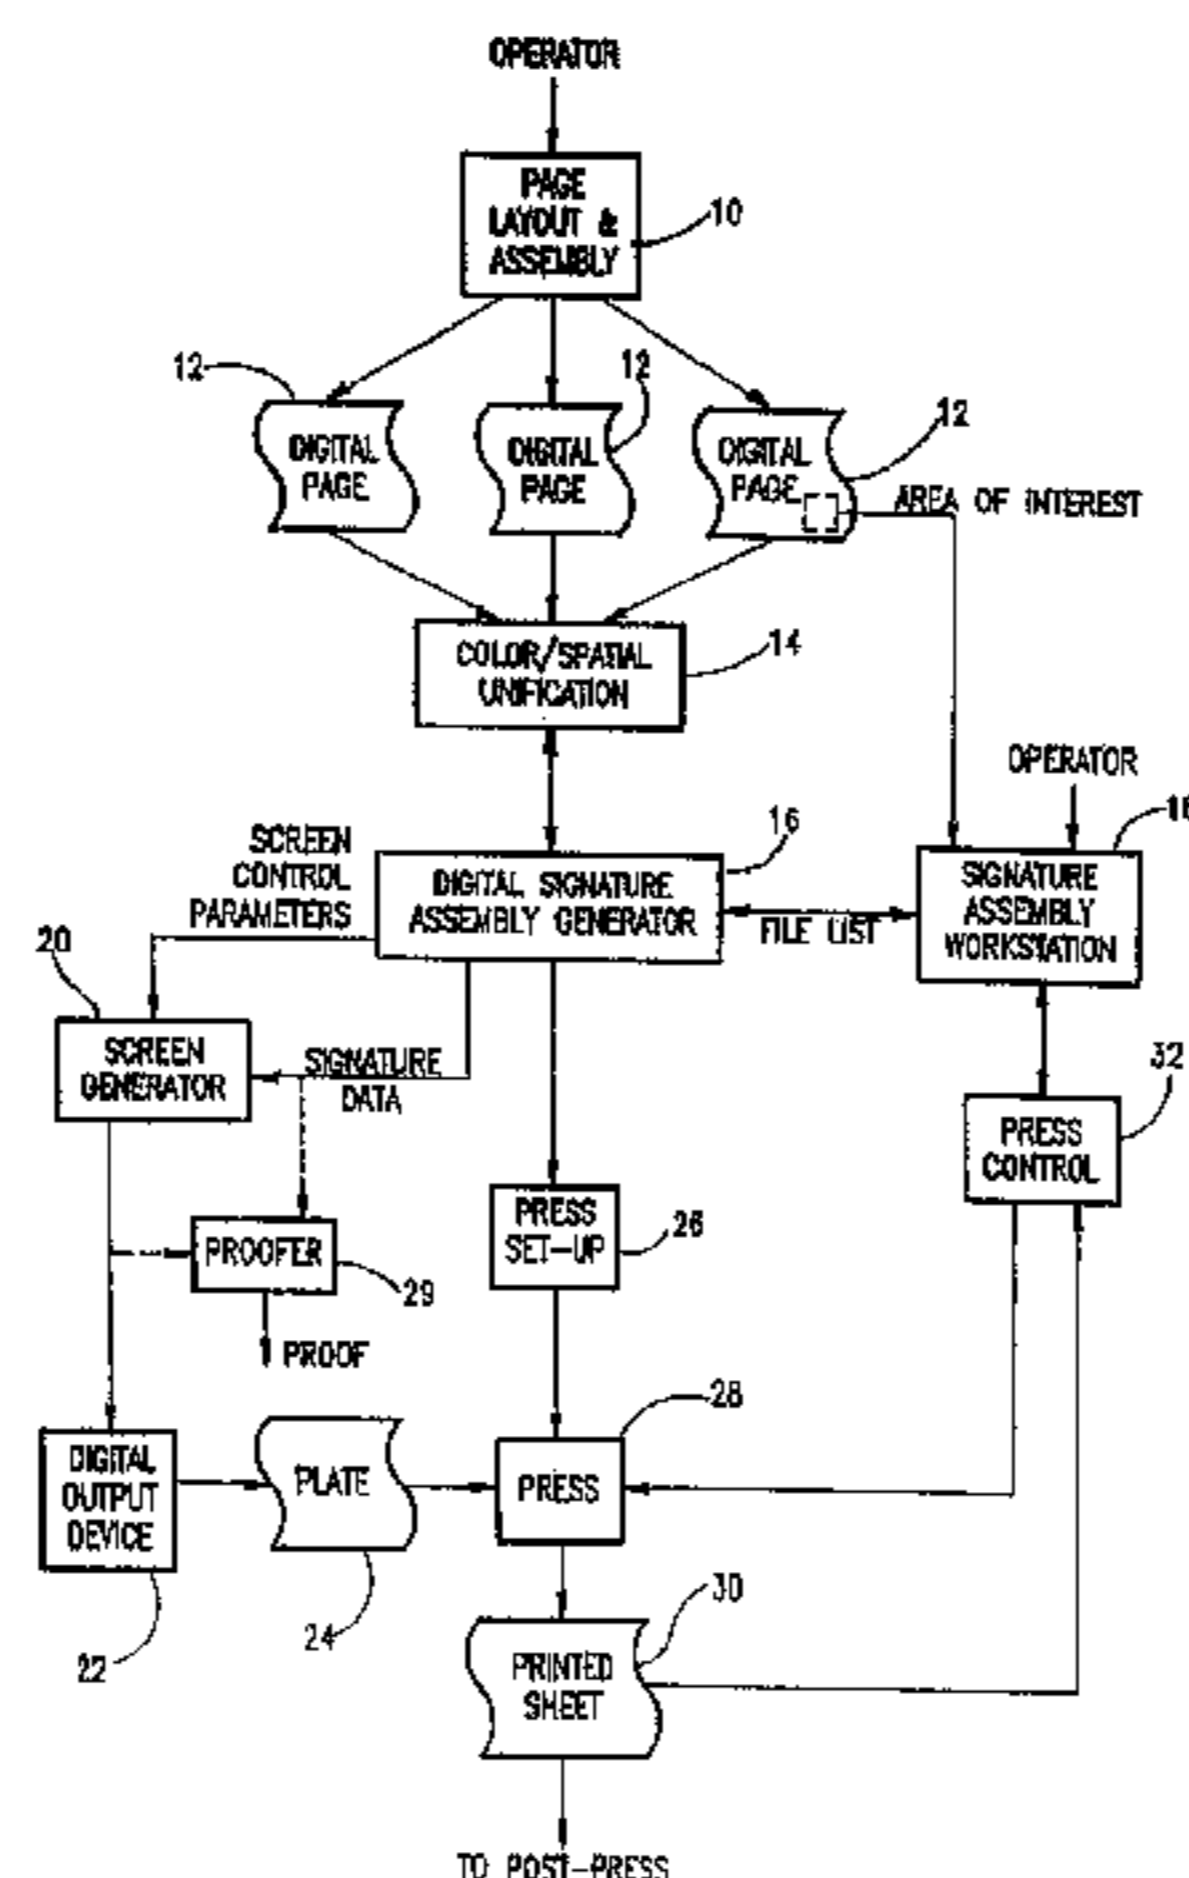 OPERATOR
PAGE
LAYOUT &
ASSEMBLY
10
12
12
12
DIGITAL
PAGE
DIGITAL
PAGE
DIGITAL
PAGE
AREA OF INTEREST
COLOR/SPATIAL
UNIFICATION
14
OPERATOR
SCREEN
CONTROL
PARAMETERS
16
DIGITAL SIGNATURE
ASSEMBLY GENERATOR
FILE LIST
SIGNATURE
ASSEMBLY
WORKSTATION
20
SCREEN
GENERATOR
SIGNATURE
DATA
32
PRESS
CONTROL
PRESS
SET-UP
26
PROOFER
29
PROOF
28
DIGITAL
OUTPUT
DEVICE
PLATE
PRESS
22
24
30
PRINTED
SHEET
TO POST-PRESS